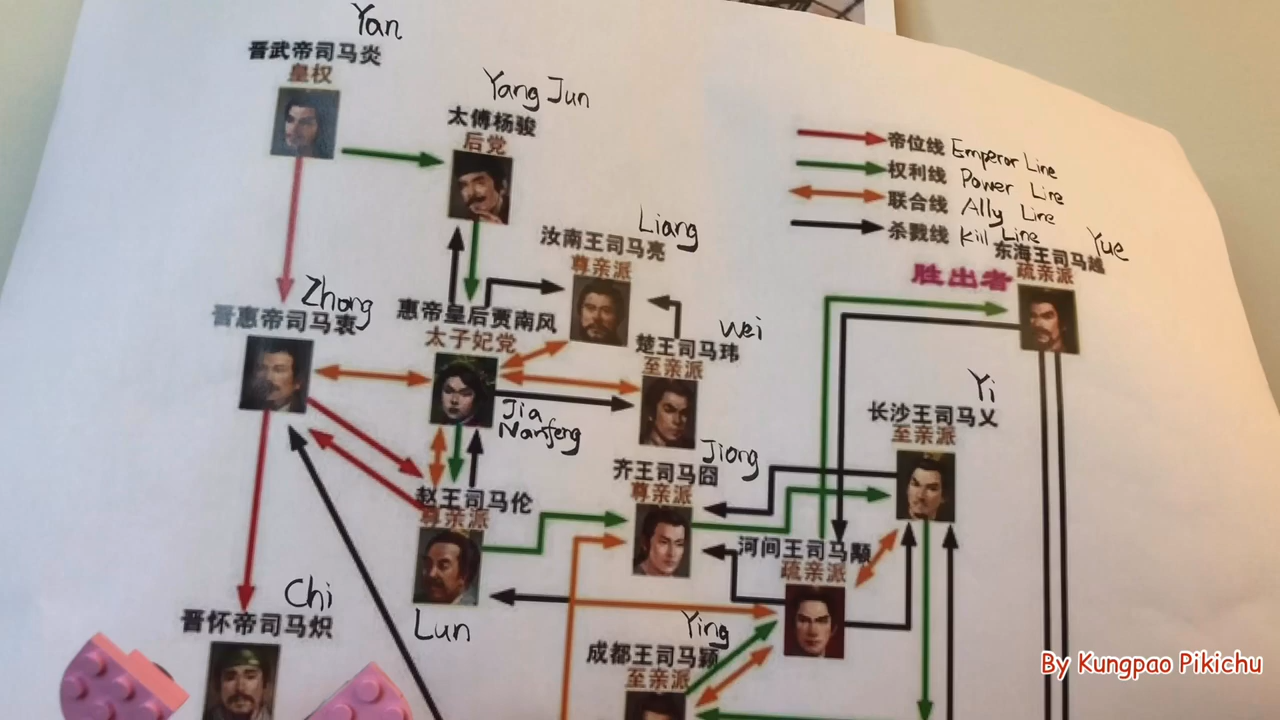 Yan
晋武帝司马炎
皇权
Yang Jun
太傅杨骏
后党
帝位线 Emperor Line
权利线 Power Line
联合线 Ally Line
杀戮线 Kill Line
Yue
东海王司马越
疏亲派
胜出者
Liang
汝南王司马亮
尊亲派
Zhong
晋惠帝司马衷
惠帝皇后贾南风
太子妃党
Jia
Nanfeng
Wei
楚王司马玮
至亲派
Yi
长沙王司马乂
至亲派
Jiong
齐王司马囧
尊亲派
赵王司马伦
尊亲派
Lun
河间王司马颙
疏亲派
Chi
晋怀帝司马炽
Ying
成都王司马颖
至亲派
By Kungpao Pikichu